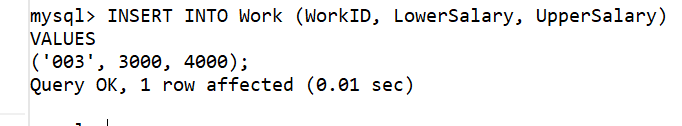 mysql> INSERT INTO Work (WorkID, LowerSalary, UpperSalary)
VALUES
('003', 3000, 4000);
Query OK, 1 row affected (0.01 sec)